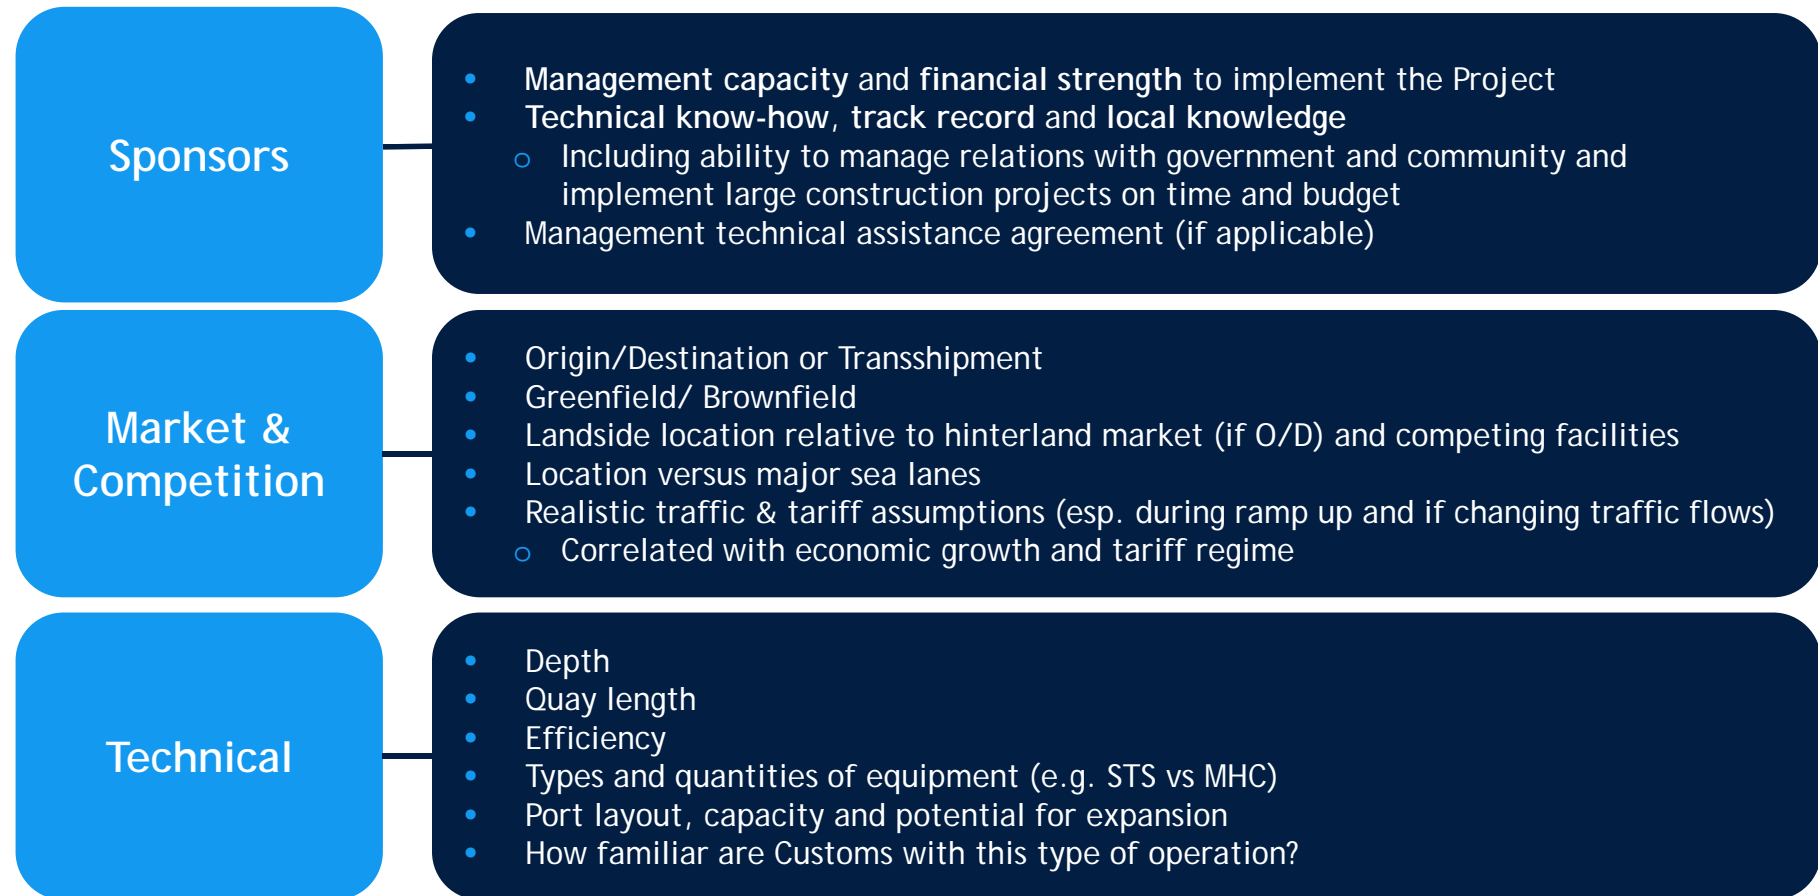 Sponsors
• Management capacity and financial strength to implement the Project
• Technical know-how, track record and local knowledge
o Including ability to manage relations with government and community and
implement large construction projects on time and budget
• Management technical assistance agreement (if applicable)
Market &
Competition
• Origin/Destination or Transshipment
• Greenfield/ Brownfield
• Landside location relative to hinterland market (if O/D) and competing facilities
• Location versus major sea lanes
• Realistic traffic & tariff assumptions (esp. during ramp up and if changing traffic flows)
o Correlated with economic growth and tariff regime
Technical
• Depth
• Quay length
• Efficiency
• Types and quantities of equipment (e.g. STS vs MHC)
• Port layout, capacity and potential for expansion
• How familiar are Customs with this type of operation?